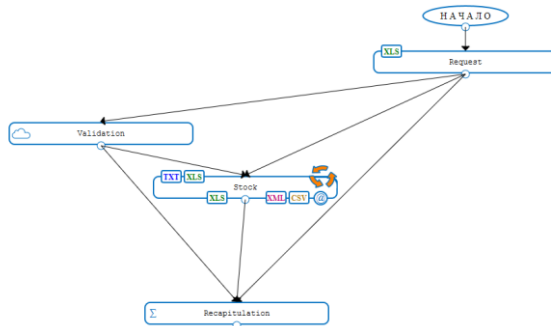 НАЧАЛО
XLS
Request
Validation
TXT XLS
Stock
XLS XML CSV @
Σ Recapitulation